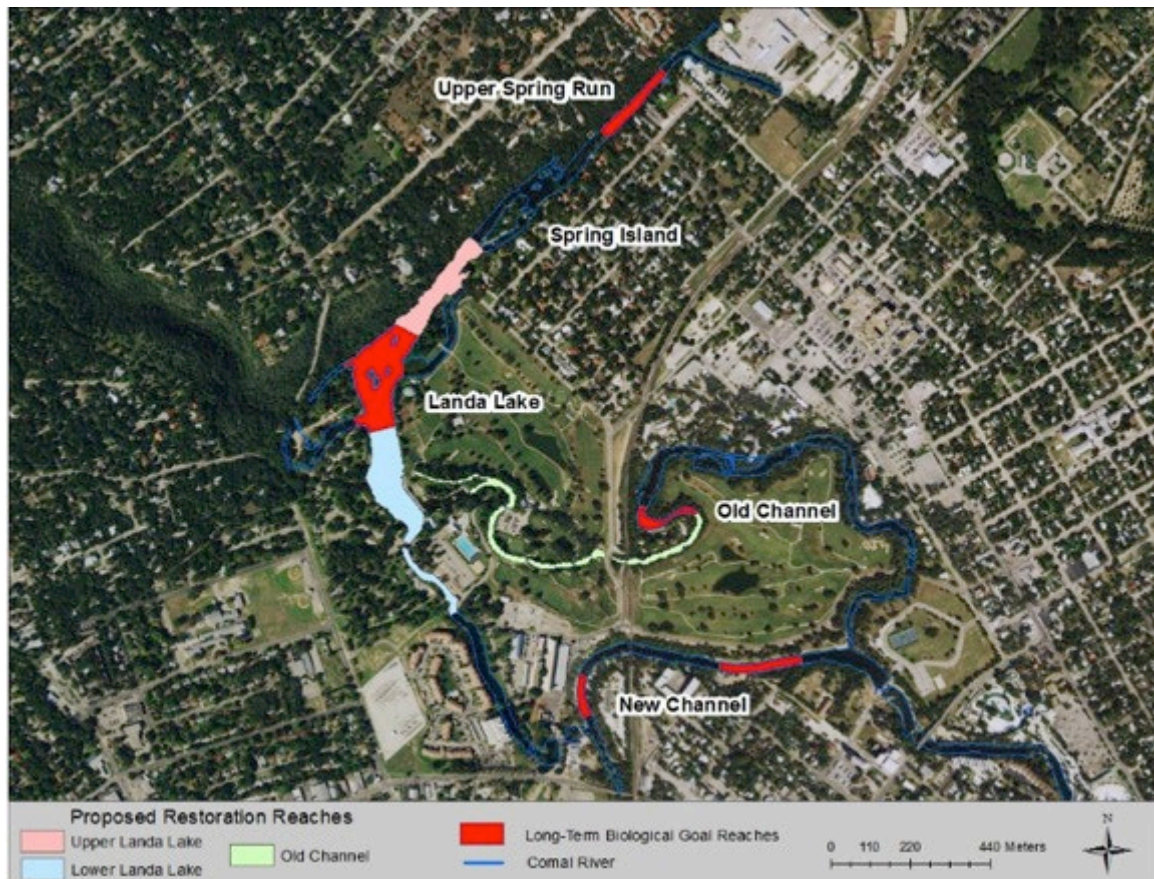 Upper Spring Run
Spring Island
Landa Lake
Old Channel
New Channel
Proposed Restoration Reaches
Upper Landa Lake
Lower Landa Lake
Old Channel
Long-Term Biological Goal Reaches
Comal River
N
0 110 220 440 Meters